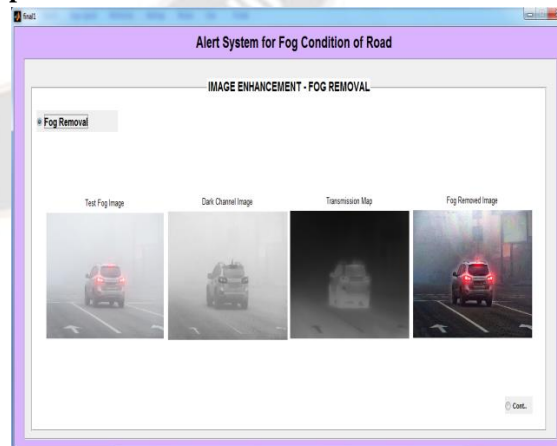 final1
Alert System for Fog Condition of Road
IMAGE ENHANCEMENT - FOG REMOVAL
Fog Removal
Test Fog Image
Dark Channel Image
Transmission Map
Fog Removed Image
Cont..